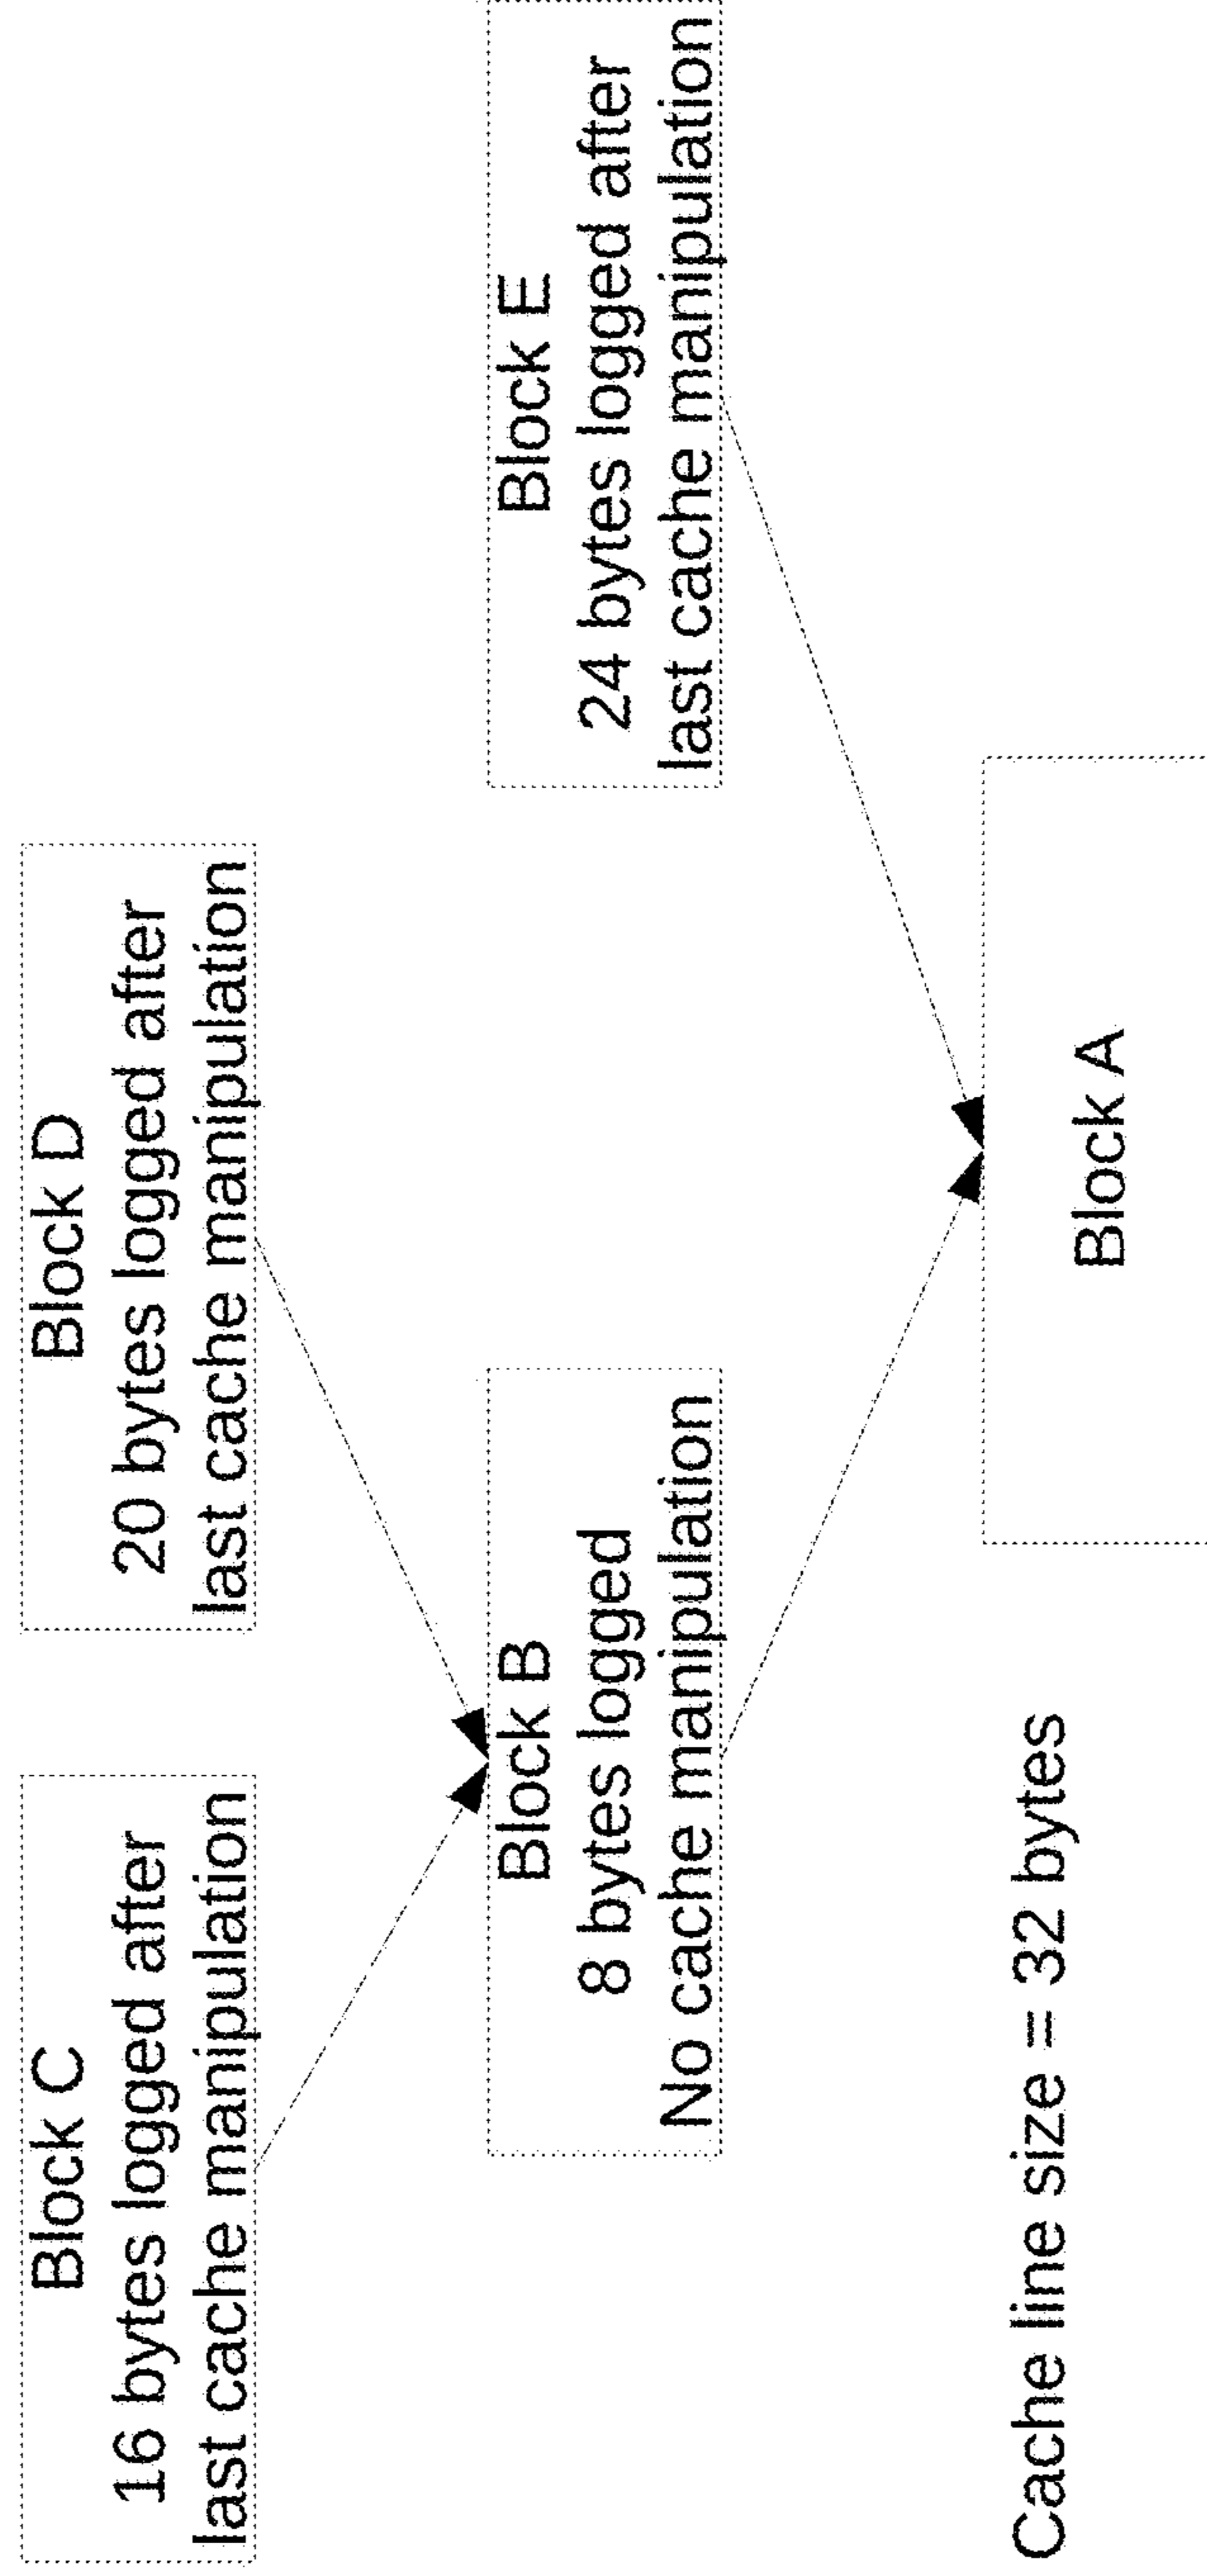 Block C
16 bytes logged after
last cache manipulation
Block D
20 bytes logged after
last cache manipulation
Block B
8 bytes logged
No cache manipulation
Block E
24 bytes logged after
last cache manipulation
Cache line size = 32 bytes
Block A